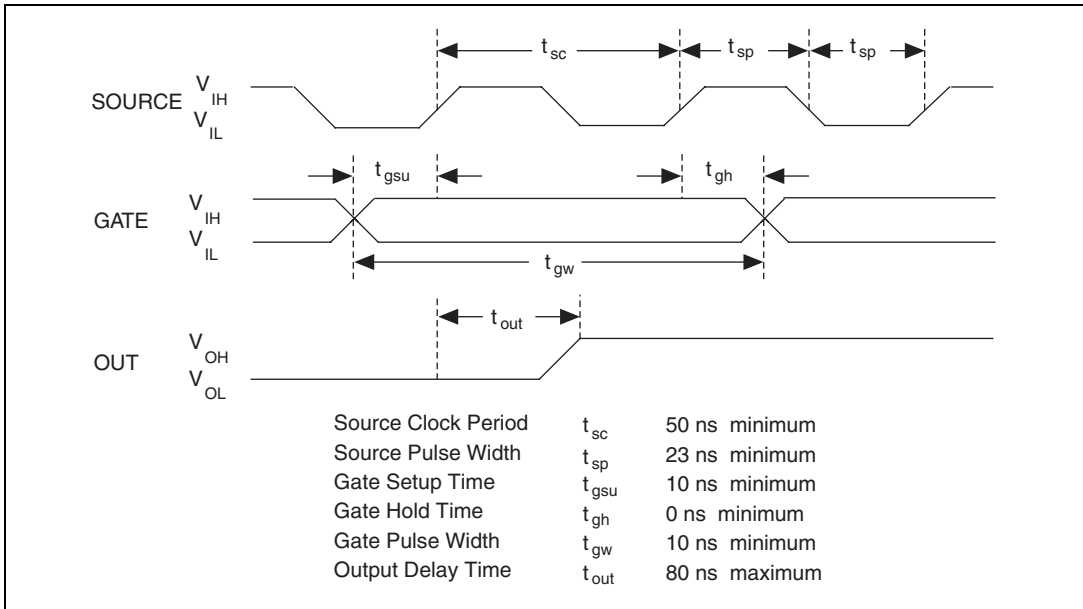 t sc t sp t sp
SOURCE V IH
V IL
t gsu t gh
GATE V IH
V IL
t gw
t out
OUT V OH
V OL
Source Clock Period t sc 50 ns minimum
Source Pulse Width t sp 23 ns minimum
Gate Setup Time t gsu 10 ns minimum
Gate Hold Time t gh 0 ns minimum
Gate Pulse Width t gw 10 ns minimum
Output Delay Time t out 80 ns maximum